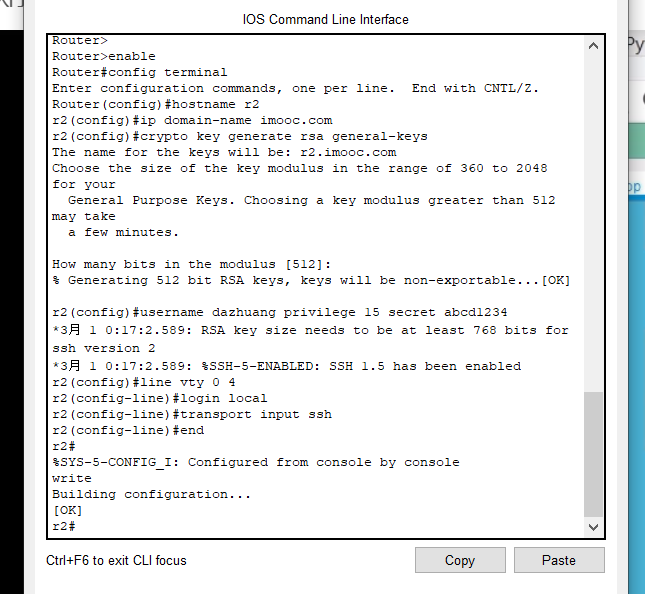 IOS Command Line Interface
Router>
Router>enable
Router#config terminal
Enter configuration commands, one per line.  End with CNTL/Z.
Router(config)#hostname r2
r2(config)#ip domain-name imooc.com
r2(config)#crypto key generate rsa general-keys
The name for the keys will be: r2.imooc.com
Choose the size of the key modulus in the range of 360 to 2048
for your
  General Purpose Keys. Choosing a key modulus greater than 512
may take
  a few minutes.
How many bits in the modulus [512]:
% Generating 512 bit RSA keys, keys will be non-exportable...[OK]
r2(config)#username dazhuang privilege 15 secret abcd1234
*3月 1 0:17:2.589: RSA key size needs to be at least 768 bits for
ssh version 2
*3月 1 0:17:2.589: %SSH-5-ENABLED: SSH 1.5 has been enabled
r2(config)#line vty 0 4
r2(config-line)#login local
r2(config-line)#transport input ssh
r2(config-line)#end
r2#
%SYS-5-CONFIG_I: Configured from console by console
write
Building configuration...
[OK]
r2#
Ctrl+F6 to exit CLI focus
Copy
Paste
Py
op